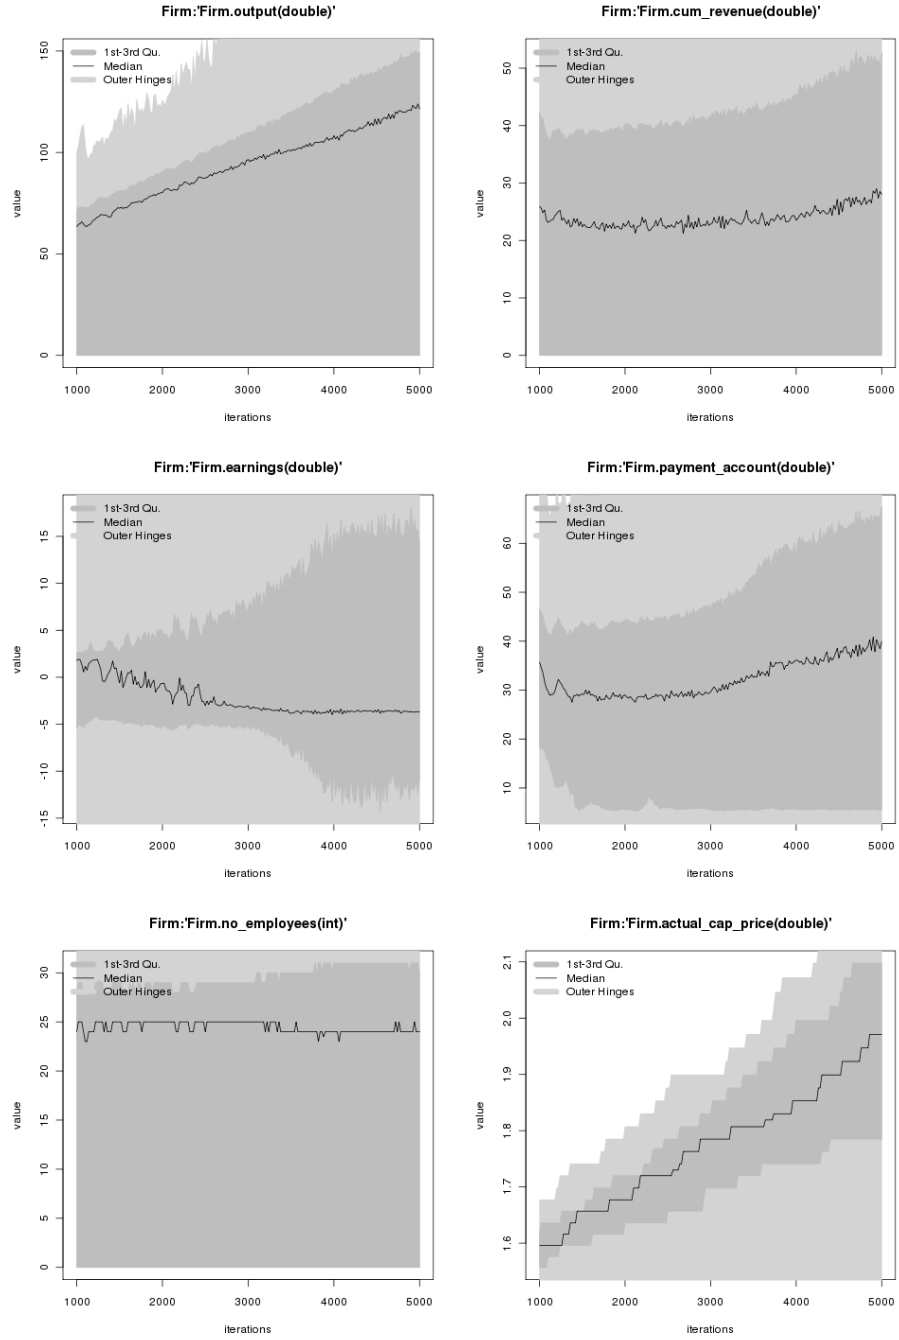 Firm:'Firm.output(double)'
1st-3rd Qu.
Median
Outer Hinges
value
0
50
100
150
1000 2000 3000 4000 5000
iterations
Firm:'Firm.cum_revenue(double)'
1st-3rd Qu.
Median
Outer Hinges
value
0
10
20
30
40
50
1000 2000 3000 4000 5000
iterations
Firm:'Firm.earnings(double)'
1st-3rd Qu.
Median
Outer Hinges
value
-15
-10
-5
0
5
10
15
1000 2000 3000 4000 5000
iterations
Firm:'Firm.payment_account(double)'
1st-3rd Qu.
Median
Outer Hinges
value
10
20
30
40
50
60
1000 2000 3000 4000 5000
iterations
Firm:'Firm.no_employees(int)'
1st-3rd Qu.
Median
Outer Hinges
value
0
5
10
15
20
25
30
1000 2000 3000 4000 5000
iterations
Firm:'Firm.actual_cap_price(double)'
1st-3rd Qu.
Median
Outer Hinges
value
1.6
1.7
1.8
1.9
2.0
2.1
1000 2000 3000 4000 5000
iterations